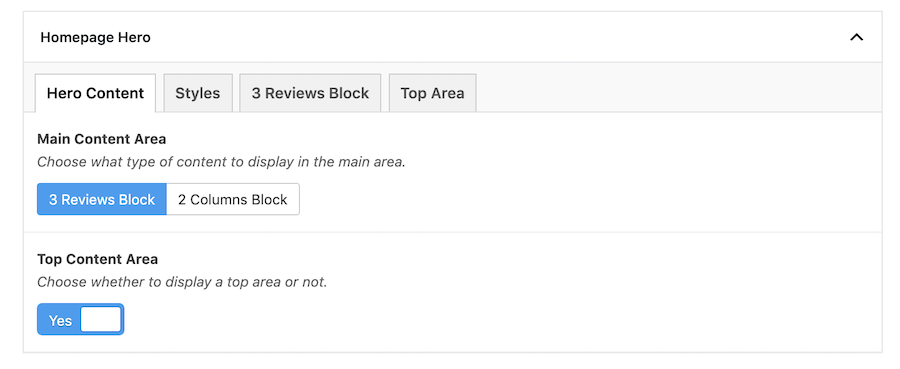 Homepage Hero
Hero Content Styles 3 Reviews Block Top Area
Main Content Area
Choose what type of content to display in the main area.
3 Reviews Block 2 Columns Block
Top Content Area
Choose whether to display a top area or not.
Yes